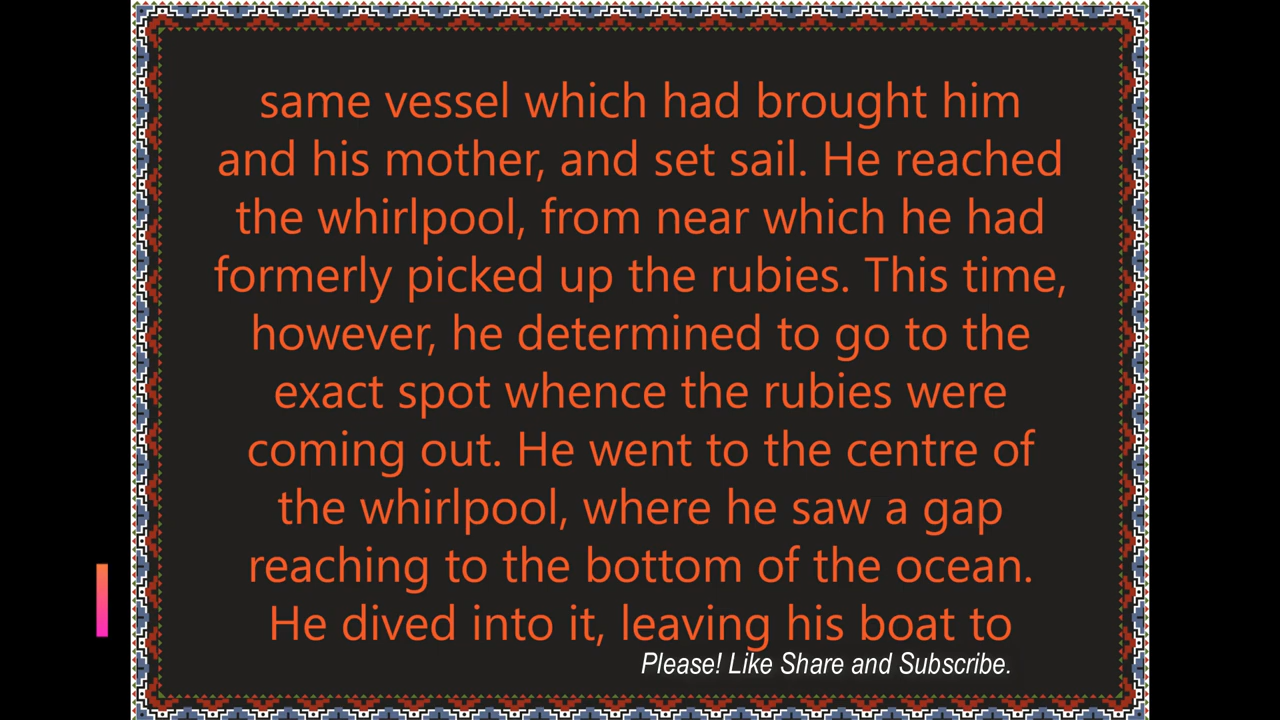 same vessel which had brought him
and his mother, and set sail. He reached
the whirlpool, from near which he had
formerly picked up the rubies. This time,
however, he determined to go to the
exact spot whence the rubies were
coming out. He went to the centre of
the whirlpool, where he saw a gap
reaching to the bottom of the ocean.
He dived into it, leaving his boat to
Please! Like Share and Subscribe.